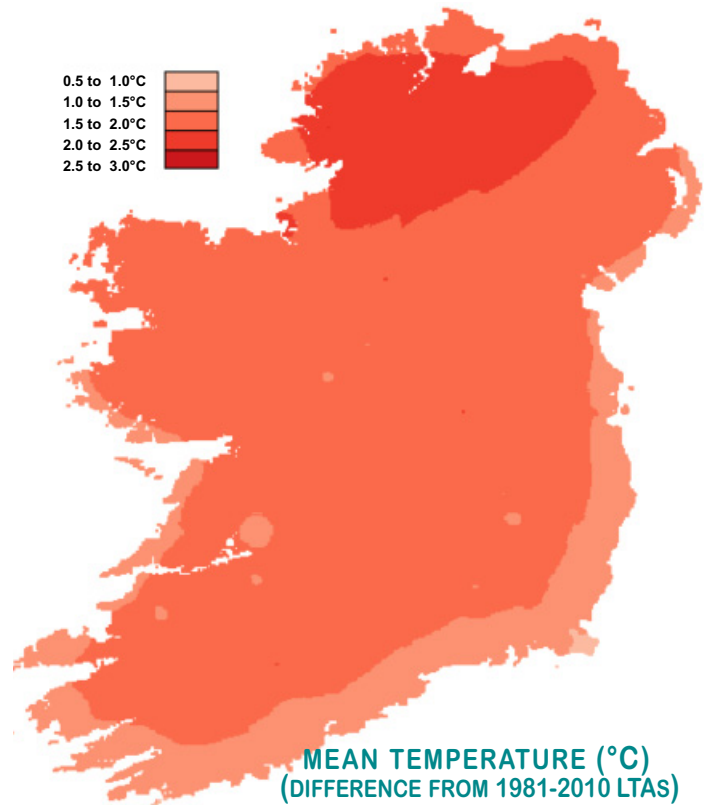 0.5 to 1.0°C
1.0 to 1.5°C
1.5 to 2.0°C
2.0 to 2.5°C
2.5 to 3.0°C
MEAN TEMPERATURE (°C)
(DIFFERENCE FROM 1981-2010 LTAS)